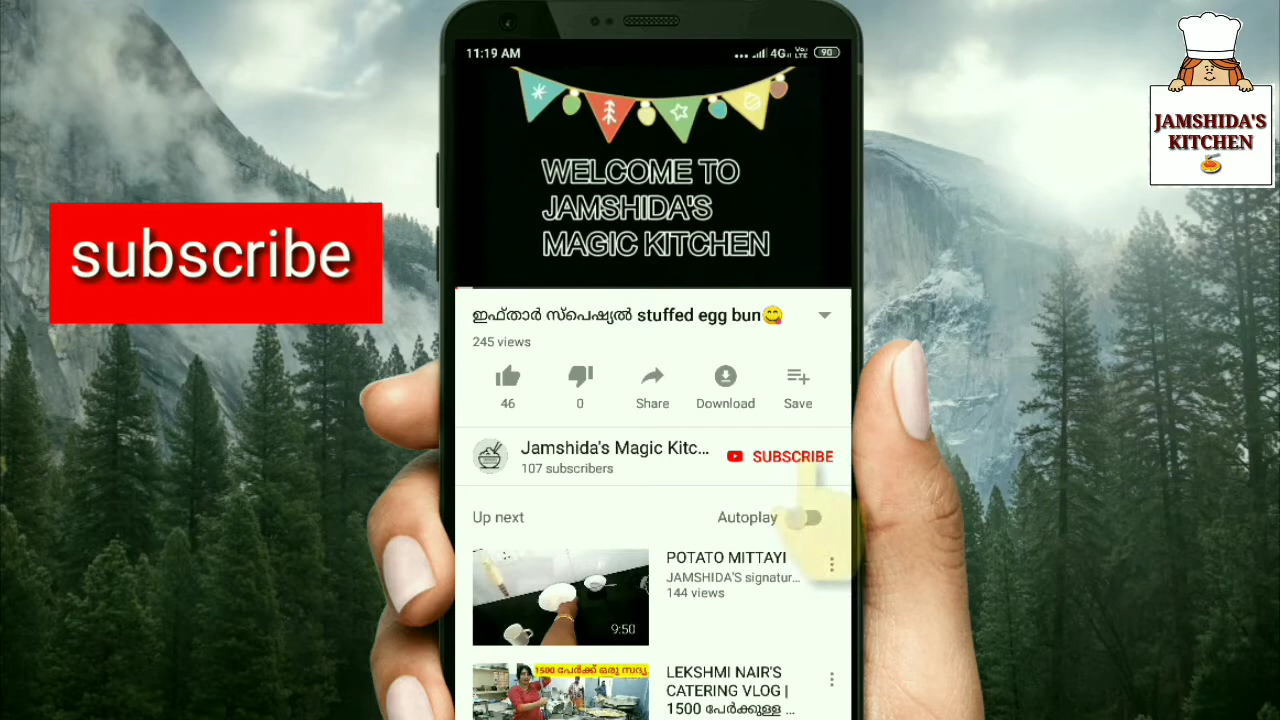 11:19 AM
4G
Vo)
LTE
90
WELCOME TO
JAMSHIDA'S
MAGIC KITCHEN
JAMSHIDA'S
KITCHEN
subscribe
ഇഫ്താർ സ്പെഷ്യൽ stuffed egg bun😋
245 views
46
0
Share
Download
Save
Jamshida's Magic Kitc...
107 subscribers
SUBSCRIBE
Up next
Autoplay
POTATO MITTAYI
JAMSHIDA'S signatur...
144 views
9:50
1500 പേർക്ക് ഒരു സദ്യ
LEKSHMI NAIR'S
CATERING VLOG |
1500 പേർക്കുള്ള ...